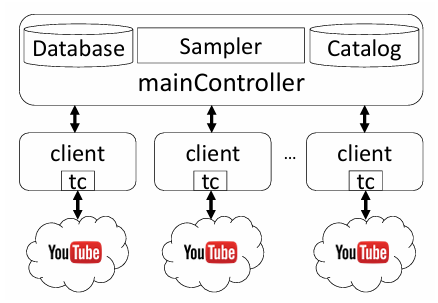 Database Sampler Catalog
mainController
client client ... client
tc tc tc
YouTube YouTube YouTube